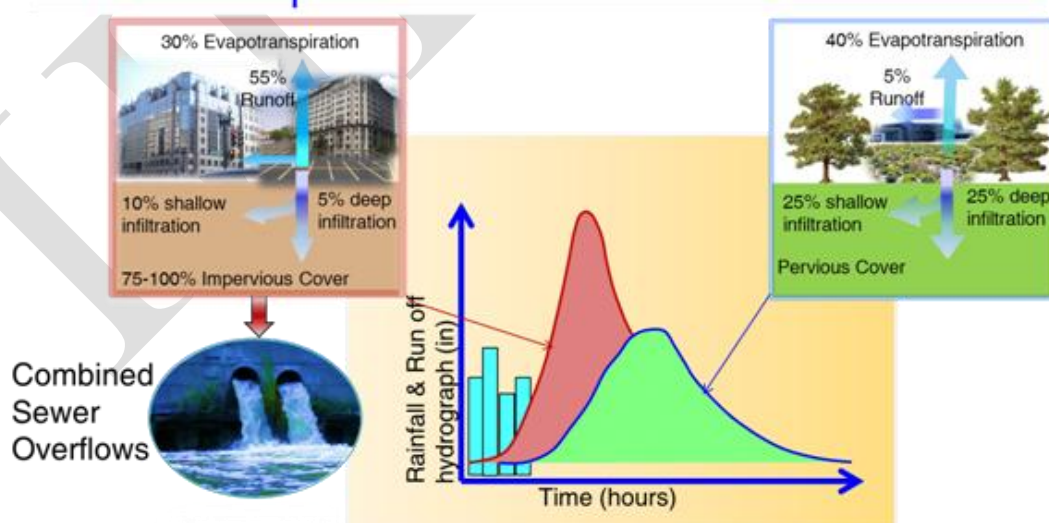 30% Evapotranspiration
55%
Runoff
10% shallow
infiltration
5% deep
infiltration
75-100% Impervious Cover
Combined
Sewer
Overflows
Rainfall & Run off
hydrograph (in)
Time (hours)
40% Evapotranspiration
5%
Runoff
25% shallow
infiltration
25% deep
infiltration
Pervious Cover